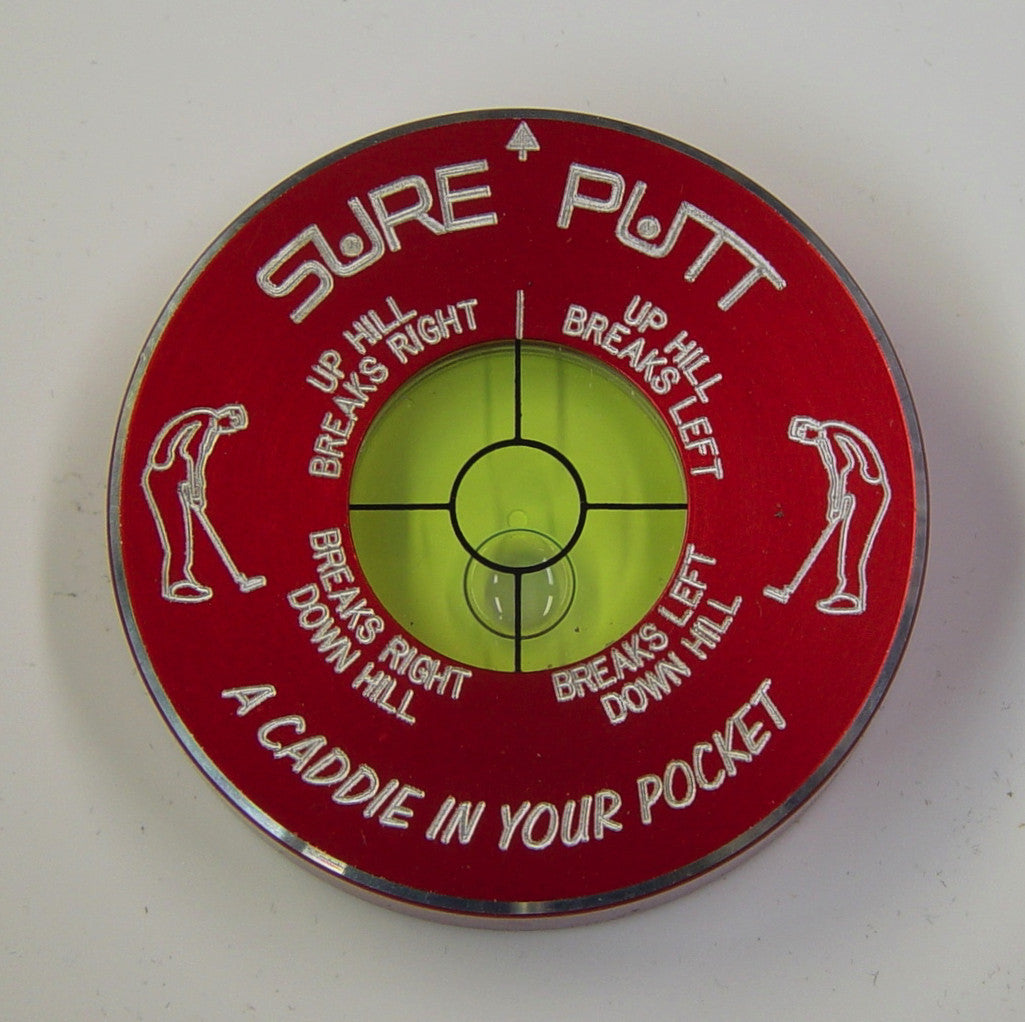 SURE PUTT
UP HILL
BREAKS RIGHT
UP HILL
BREAKS LEFT
BREAKS RIGHT
DOWN HILL
BREAKS LEFT
DOWN HILL
A CADDIE IN YOUR POCKET